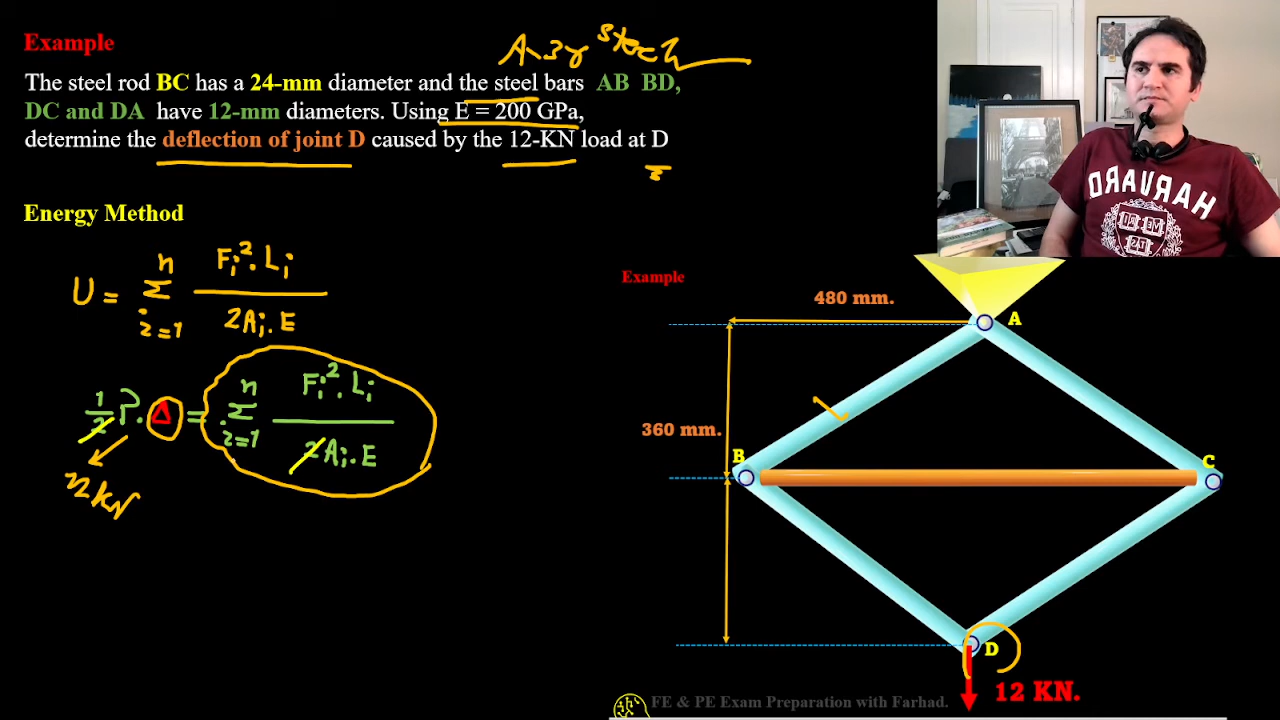 Example
The steel rod BC has a 24-mm diameter and the steel bars AB BD,
DC and DA have 12-mm diameters. Using E = 200 GPa,
determine the deflection of joint D caused by the 12-KN load at D
Energy Method
U = Σ n i=1 Fi². Li / 2Ai. E
1/2 P. Δ = Σ n i=1 Fi². Li / 2Ai. E
12 kN
HARVARD
Example
480 mm.
A
360 mm.
B
C
D
12 KN.
FE & PE Exam Preparation with Farhad.